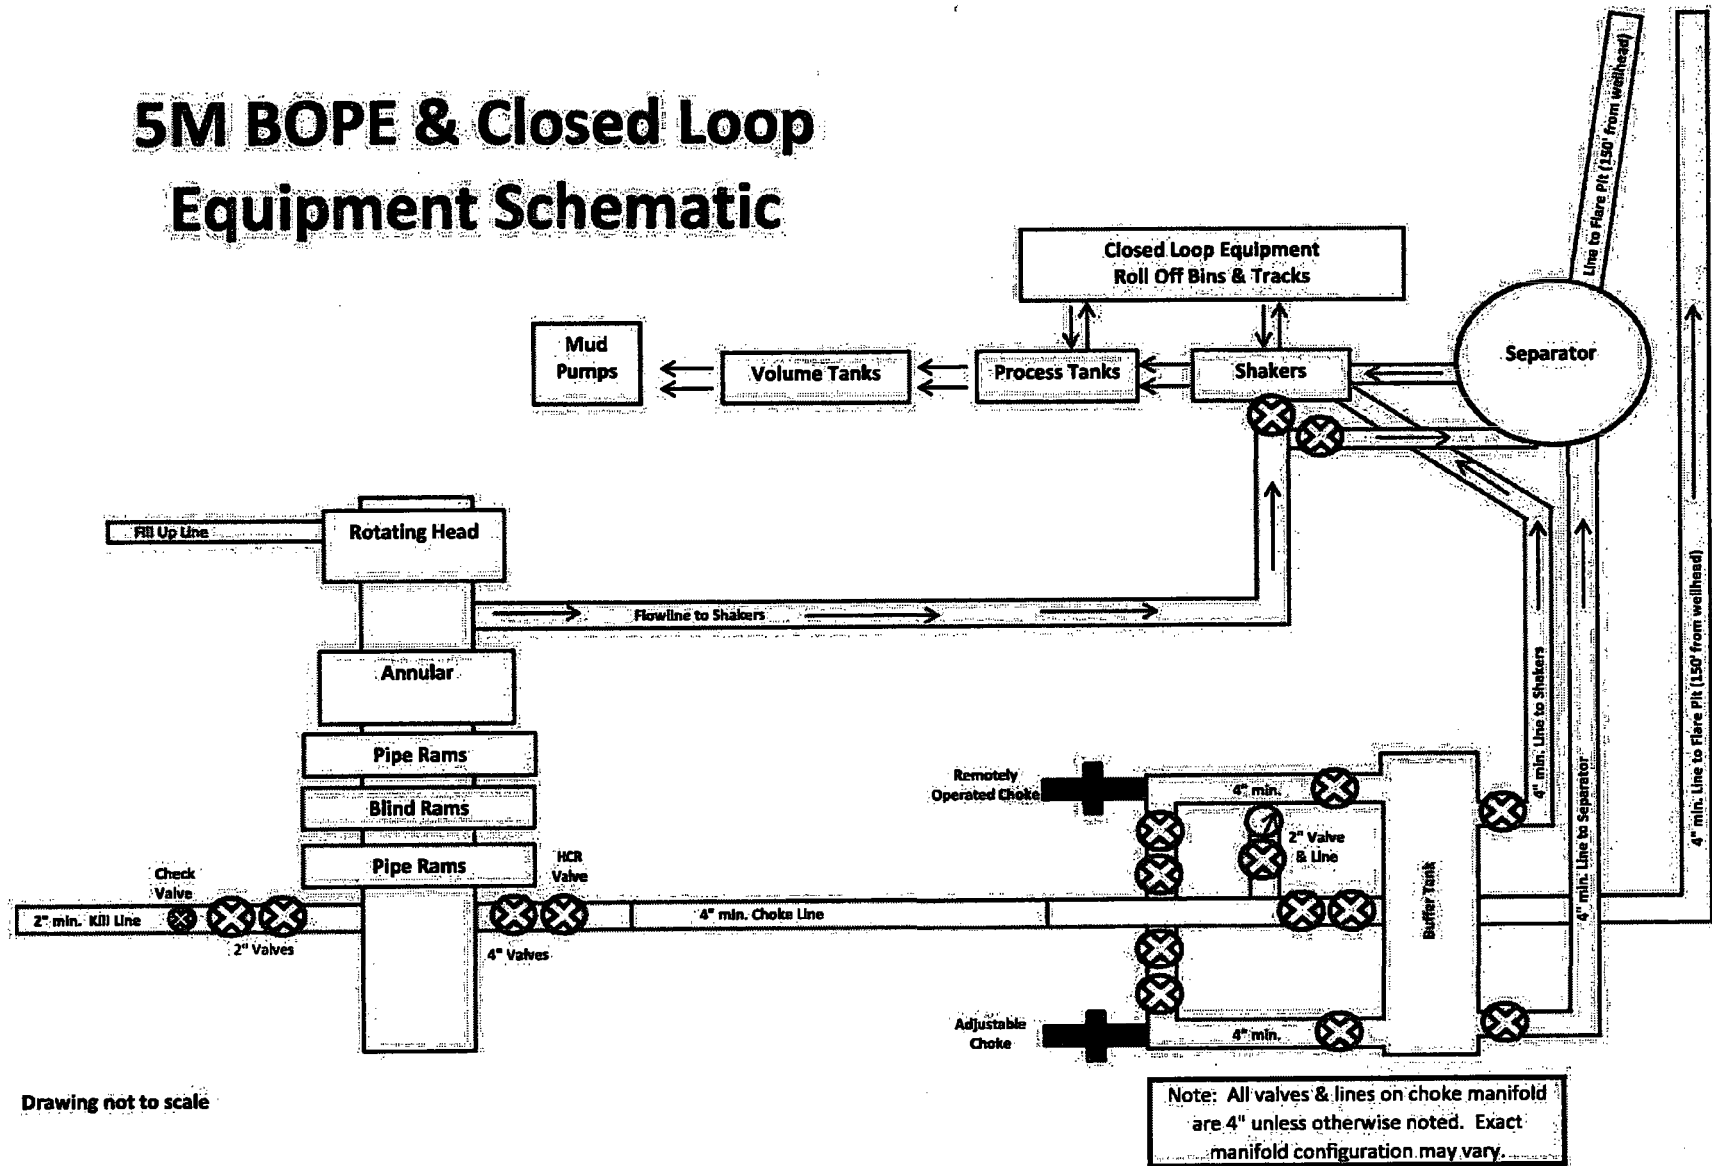 5M BOPE & Closed Loop
Equipment Schematic
Line to Flare Pit (150' from wellhead)
Closed Loop Equipment
Roll Off Bins & Tracks
Mud
Pumps
Volume Tanks
Process Tanks
Shakers
Separator
Fill Up Line
Rotating Head
Flowline to Shakers
Annular
Pipe Rams
Blind Rams
Pipe Rams
Check
Valve
HCR
Valve
2" min. Kill Line
2" Valves
4" Valves
4" min. Choke Line
Remotely
Operated Choke
4" min.
2" Valve
& Line
Adjustable
Choke
4" min.
Buffer Tank
4" min. Line to Shakers
4" min. Line to Separator
4" min. Line to Flare Pit (150' from wellhead)
Drawing not to scale
Note: All valves & lines on choke manifold
are 4" unless otherwise noted. Exact
manifold configuration may vary.